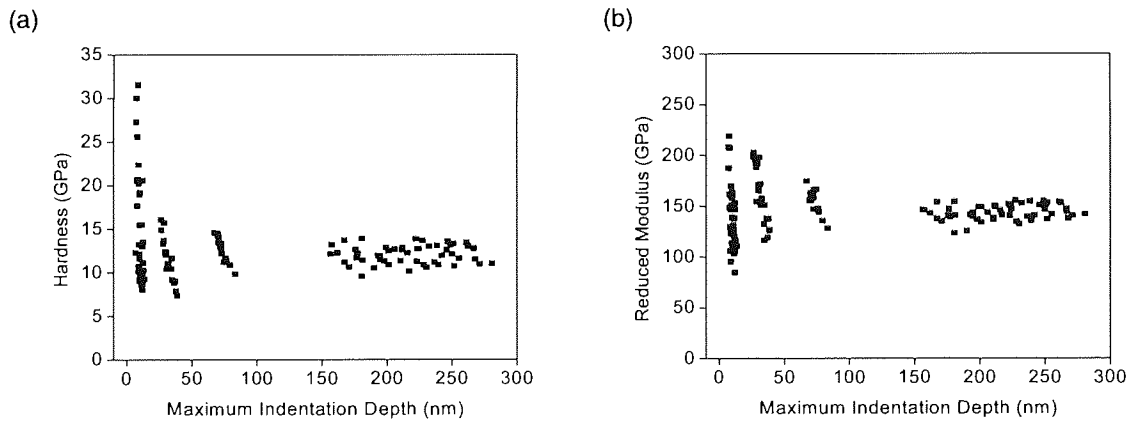 (a)
(b)
35
30
25
20
15
10
5
0
Hardness (GPa)
0 50 100 150 200 250 300
Maximum Indentation Depth (nm)
300
250
200
150
100
50
0
Reduced Modulus (GPa)
0 50 100 150 200 250 300
Maximum Indentation Depth (nm)